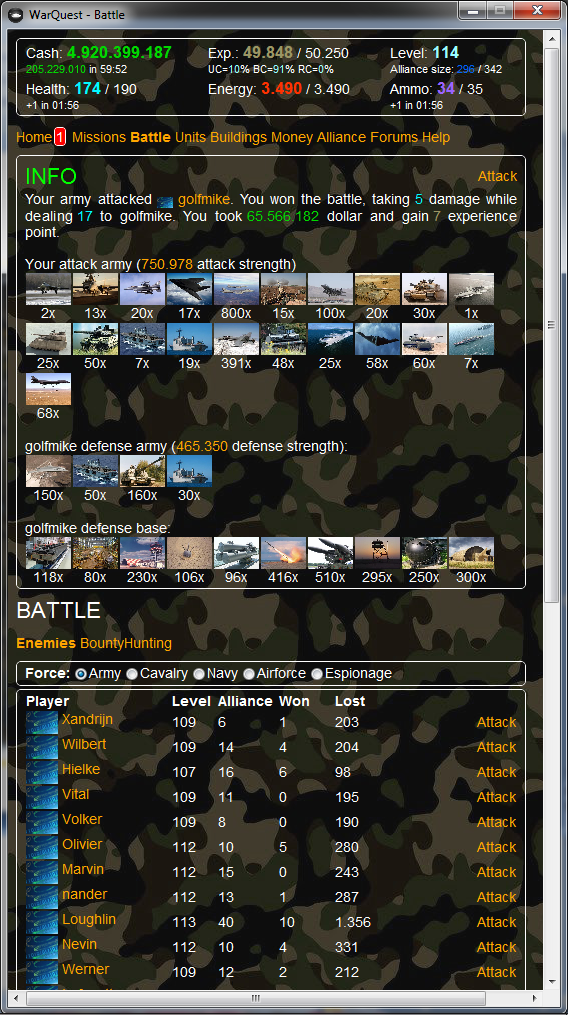 WarQuest - Battle
Cash: 4.920.399.187 Exp.: 49.848 / 50.250 Level: 114
205.229.010 in 59:52 UC=10% BC=91% RC=0% Alliance size: 296 / 342
Health: 174 / 190 Energy: 3.490 / 3.490 Ammo: 34 / 35
+1 in 01:56 +1 in 01:56
Home 1 Missions Battle Units Buildings Money Alliance Forums Help
INFO Attack
Your army attacked golfmike. You won the battle, taking 5 damage while
dealing 17 to golfmike. You took 65.566.182 dollar and gain 7 experience
point.
Your attack army (750.978 attack strength)
2x 13x 20x 17x 800x 15x 100x 20x 30x 1x
25x 50x 7x 19x 391x 48x 25x 58x 60x 7x
68x
golfmike defense army (465.350 defense strength):
150x 50x 160x 30x
golfmike defense base:
118x 80x 230x 106x 96x 416x 510x 295x 250x 300x
BATTLE
Enemies BountyHunting
Force: Army Cavalry Navy Airforce Espionage
Player Level Alliance Won Lost
Xandrijn 109 6 1 203 Attack
Wilbert 109 14 4 204 Attack
Hielke 107 16 6 98 Attack
Vital 109 11 0 195 Attack
Volker 109 8 0 190 Attack
Olivier 112 10 5 280 Attack
Marvin 112 15 0 243 Attack
nander 112 13 1 287 Attack
Loughlin 113 40 10 1.356 Attack
Nevin 112 10 4 331 Attack
Werner 109 12 2 212 Attack